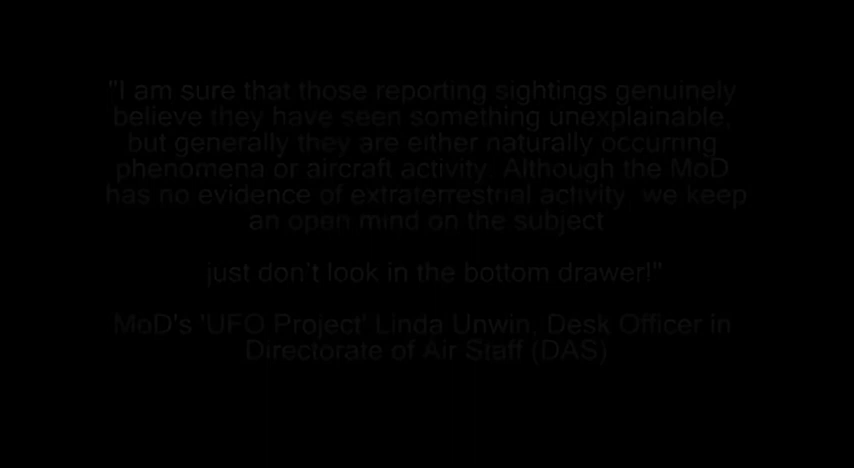 "I am sure that those reporting sightings genuinely
believe they have seen something unexplainable,
but generally they are either naturally occurring
phenomena or aircraft activity. Although the MoD
has no evidence of extraterrestrial activity, we keep
an open mind on the subject
just don't look in the bottom drawer!"
MoD's 'UFO Project' Linda Unwin, Desk Officer in
Directorate of Air Staff (DAS)